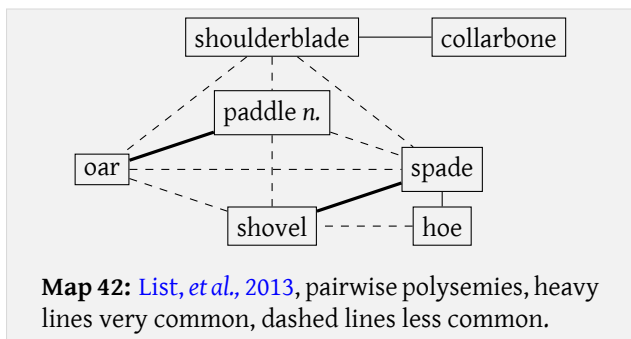 shoulderblade collarbone
paddle n.
oar spade
shovel hoe
Map 42: List, et al., 2013, pairwise polysemies, heavy
lines very common, dashed lines less common.